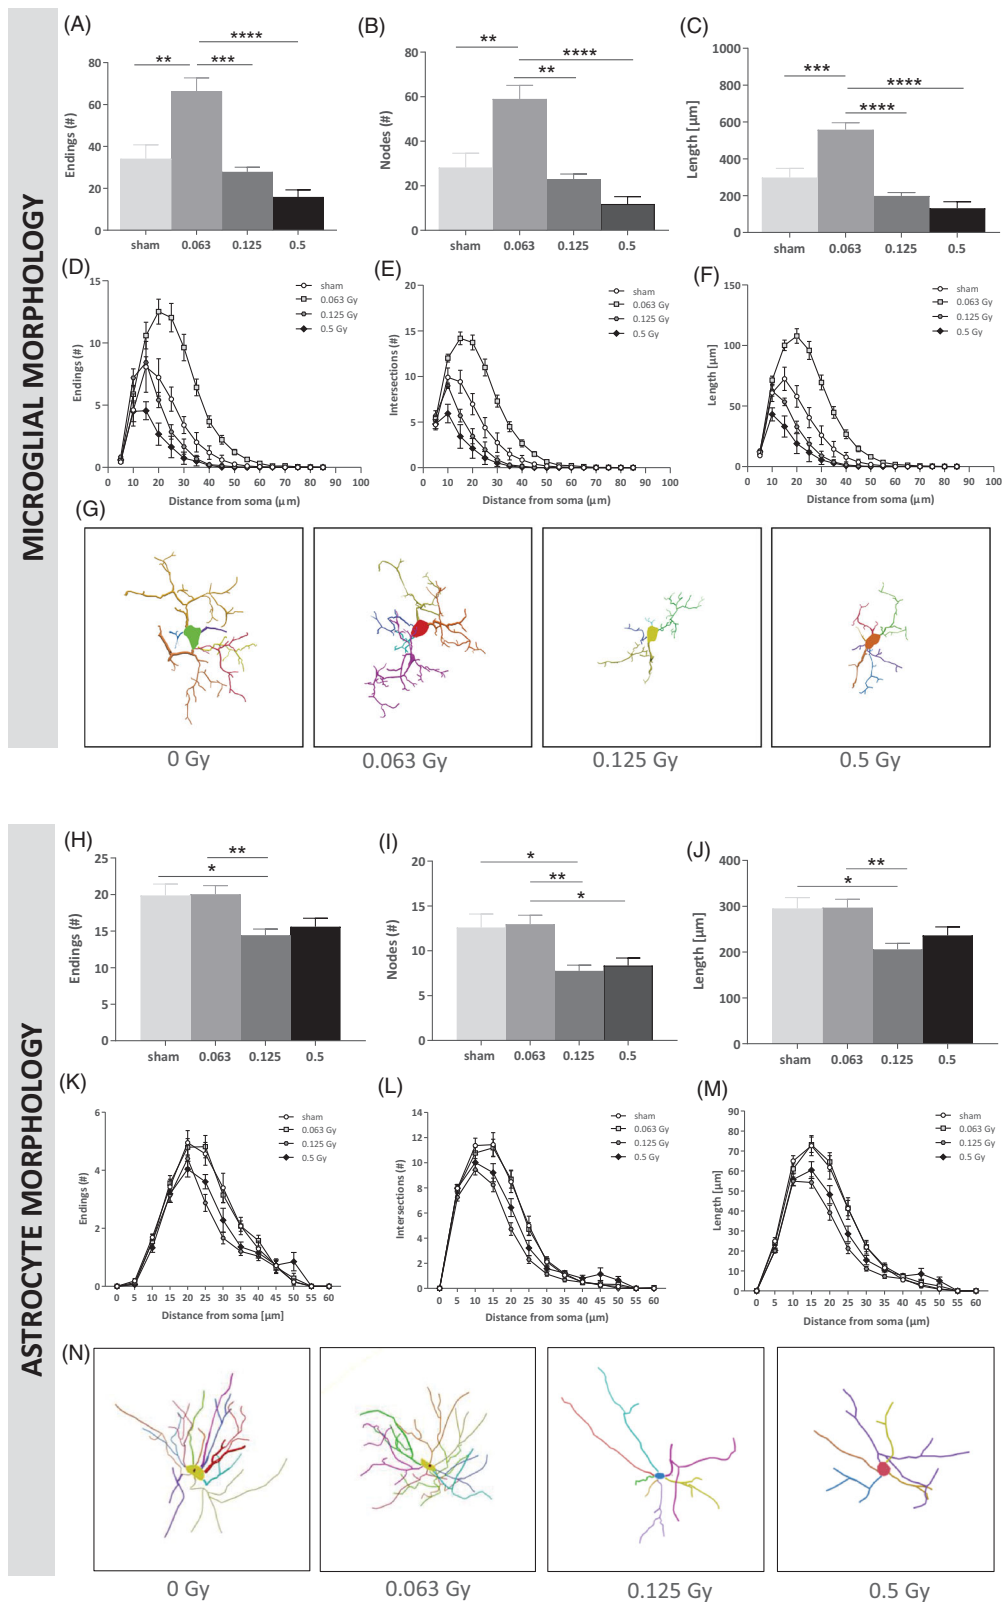 MICROGLIAL MORPHOLOGY
(A)
****
** ***
Endings (#)
80
60
40
20
0
sham 0.063 0.125 0.5
(B)
** ****
**
Nodes (#)
80
60
40
20
0
sham 0.063 0.125 0.5
(C)
*** ****
****
Length [µm]
1000
800
600
400
200
0
sham 0.063 0.125 0.5
(D)
Endings (#)
15
10
5
0
0 10 20 30 40 50 60 70 80 90 100
Distance from soma (µm)
sham
0.063 Gy
0.125 Gy
0.5 Gy
(E)
Intersections (#)
20
15
10
5
0
0 10 20 30 40 50 60 70 80 90 100
Distance from soma (µm)
sham
0.063 Gy
0.125 Gy
0.5 Gy
(F)
Length [µm]
150
100
50
0
0 10 20 30 40 50 60 70 80 90 100
Distance from soma (µm)
sham
0.063 Gy
0.125 Gy
0.5 Gy
(G)
0 Gy 0.063 Gy 0.125 Gy 0.5 Gy
ASTROCYTE MORPHOLOGY
(H)
**
*
Endings (#)
25
20
15
10
5
0
sham 0.063 0.125 0.5
(I)
*
**
*
Nodes (#)
20
15
10
5
0
sham 0.063 0.125 0.5
(J)
**
*
Length [µm]
400
300
200
100
0
sham 0.063 0.125 0.5
(K)
Endings (#)
6
4
2
0
0 5 10 15 20 25 30 35 40 45 50 55 60
Distance from soma [µm]
sham
0.063 Gy
0.125 Gy
0.5 Gy
(L)
Intersections (#)
14
12
10
8
6
4
2
0
0 5 10 15 20 25 30 35 40 45 50 55 60
Distance from soma (µm)
sham
0.063 Gy
0.125 Gy
0.5 Gy
(M)
Length [µm]
90
80
70
60
50
40
30
20
10
0
0 5 10 15 20 25 30 35 40 45 50 55 60
Distance from soma (µm)
sham
0.063 Gy
0.125 Gy
0.5 Gy
(N)
0 Gy 0.063 Gy 0.125 Gy 0.5 Gy